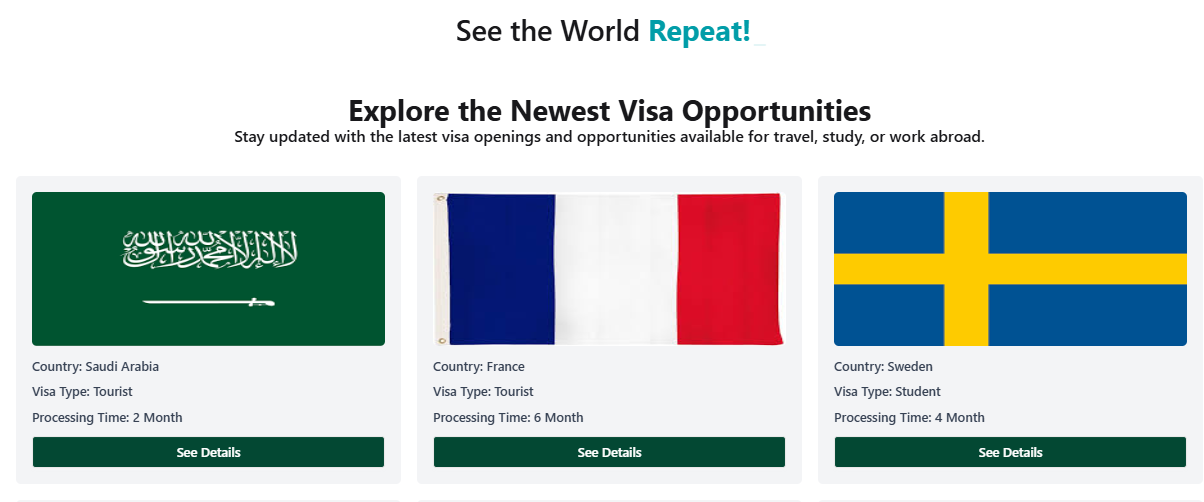 See the World Repeat!_
Explore the Newest Visa Opportunities
Stay updated with the latest visa openings and opportunities available for travel, study, or work abroad.
لا إله إلا الله محمد رسول الله
Country: Saudi Arabia
Visa Type: Tourist
Processing Time: 2 Month
See Details
Country: France
Visa Type: Tourist
Processing Time: 6 Month
See Details
Country: Sweden
Visa Type: Student
Processing Time: 4 Month
See Details